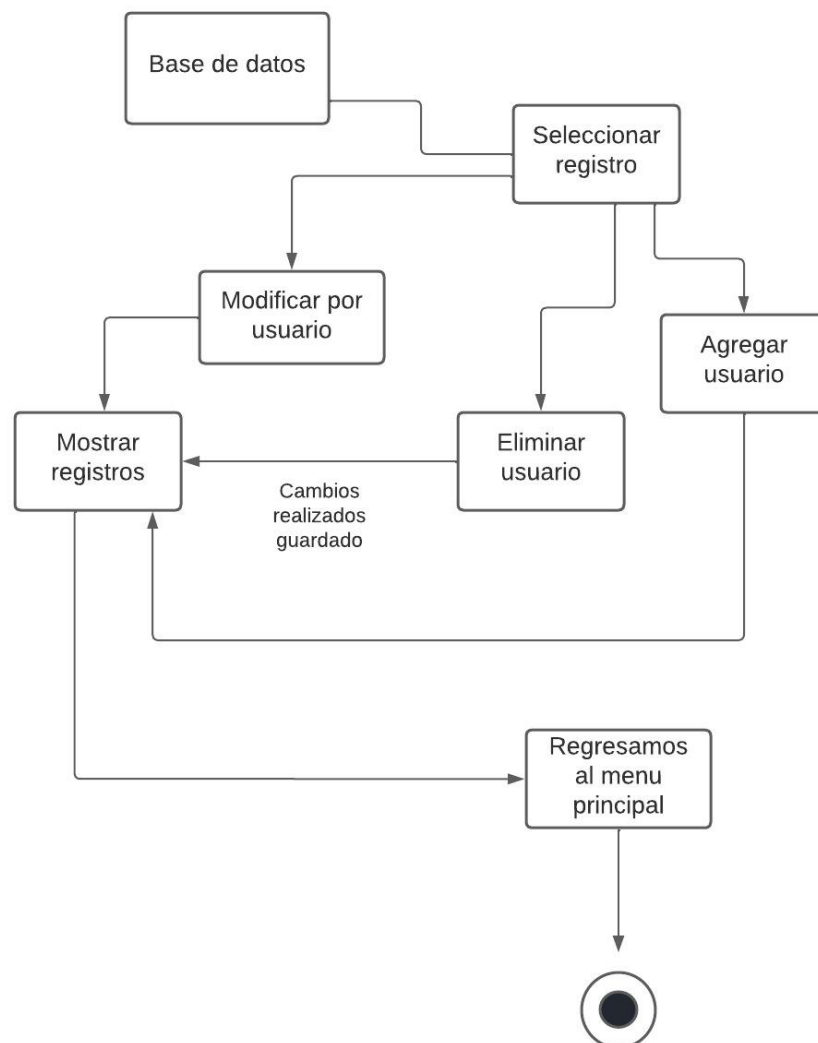 Base de datos
Seleccionar
registro
Modificar por
usuario
Agregar
usuario
Mostrar
registros
Eliminar
usuario
Cambios
realizados
guardado
Regresamos
al menu
principal